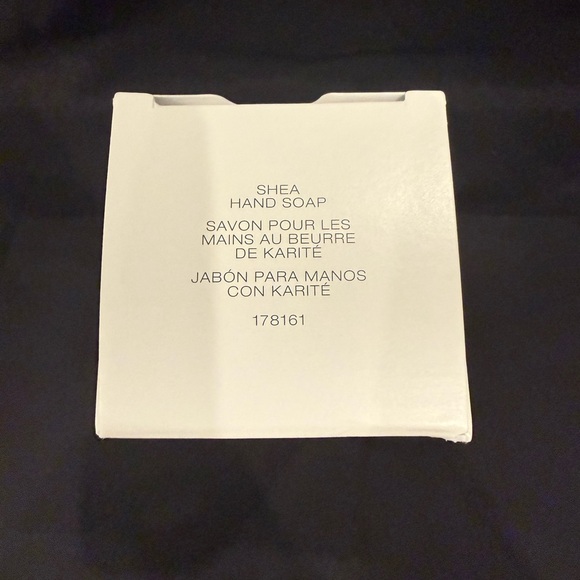 SHEA
HAND SOAP
SAVON POUR LES
MAINS AU BEURRE
DE KARITÉ
JABÓN PARA MANOS
CON KARITÉ
178161